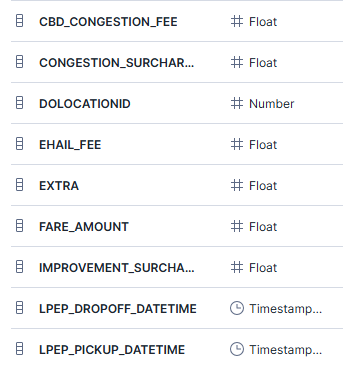 CBD_CONGESTION_FEE Float
CONGESTION_SURCHAR... Float
DOLOCATIONID Number
EHAIL_FEE Float
EXTRA Float
FARE_AMOUNT Float
IMPROVEMENT_SURCHA... Float
LPEP_DROPOFF_DATETIME Timestamp...
LPEP_PICKUP_DATETIME Timestamp...